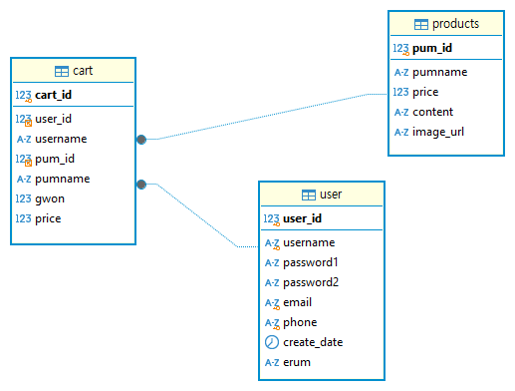 products
123 pum_id
A-Z pumname
123 price
A-Z content
A-Z image_url
cart
123 cart_id
123 user_id
A-Z username
123 pum_id
A-Z pumname
123 gwon
123 price
user
123 user_id
A-Z username
A-Z password1
A-Z password2
A-Z email
A-Z phone
create_date
A-Z erum